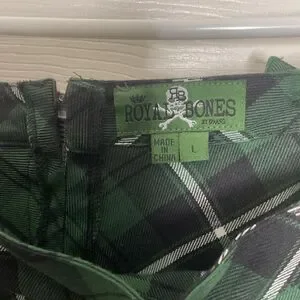 RB
ROYAL BONES
BY TRIPP NYC
MADE IN
CHINA
L